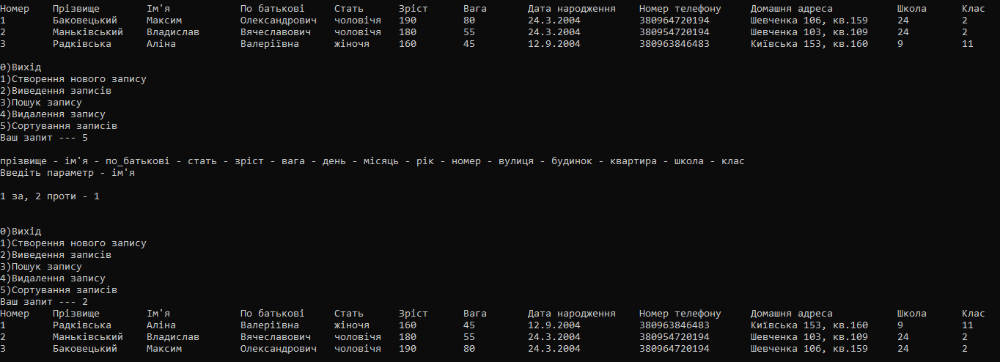 Номер Прізвище Ім'я По батькові Стать Зріст Вага Дата народження Номер телефону Домашня адреса Школа Клас
1 Баковецький Максим Олександрович чоловічя 190 80 24.3.2004 380964720194 Шевченка 106, кв.159 24 2
2 Маньківський Владислав Вячеславович чоловічя 180 55 24.3.2004 380954720194 Шевченка 103, кв.109 24 2
3 Радківська Аліна Валеріївна жіночя 160 45 12.9.2004 380963846483 Київська 153, кв.160 9 11
0)Вихід
1)Створення нового запису
2)Виведення записів
3)Пошук запису
4)Видалення запису
5)Сортування записів
Ваш запит --- 5
прізвище - ім'я - по_батькові - стать - зріст - вага - день - місяць - рік - номер - вулиця - будинок - квартира - школа - клас
Введіть параметр - ім'я
1 за, 2 проти - 1
0)Вихід
1)Створення нового запису
2)Виведення записів
3)Пошук запису
4)Видалення запису
5)Сортування записів
Ваш запит --- 2
Номер Прізвище Ім'я По батькові Стать Зріст Вага Дата народження Номер телефону Домашня адреса Школа Клас
1 Радківська Аліна Валеріївна жіночя 160 45 12.9.2004 380963846483 Київська 153, кв.160 9 11
2 Маньківський Владислав Вячеславович чоловічя 180 55 24.3.2004 380954720194 Шевченка 103, кв.109 24 2
3 Баковецький Максим Олександрович чоловічя 190 80 24.3.2004 380964720194 Шевченка 106, кв.159 24 2